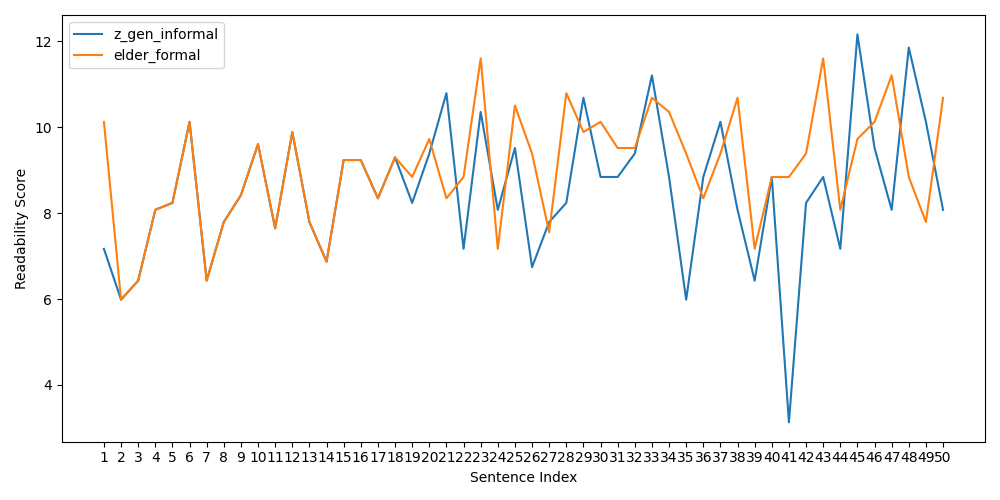 z_gen_informal
elder_formal
12
10
8
6
4
Readability Score
1 2 3 4 5 6 7 8 9 10 11 12 13 14 15 16 17 18 19 20 21 22 23 24 25 26 27 28 29 30 31 32 33 34 35 36 37 38 39 40 41 42 43 44 45 46 47 48 49 50
Sentence Index